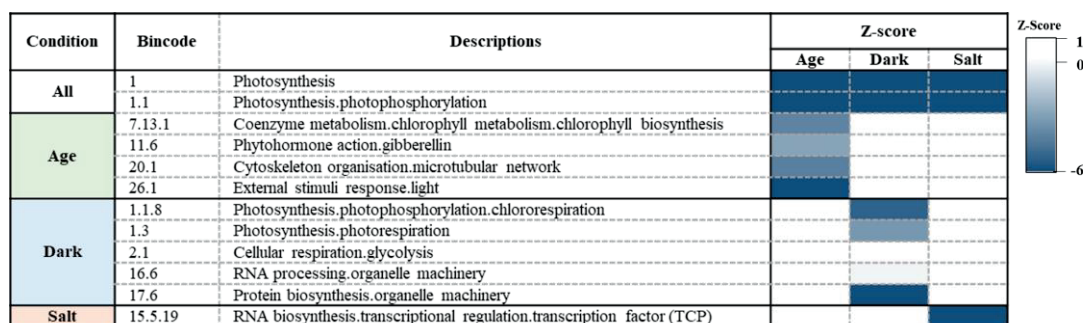 Condition Bincode Descriptions Z-score
Age Dark Salt
All
1 Photosynthesis
1.1 Photosynthesis.photophosphorylation
Age
7.13.1 Coenzyme metabolism.chlorophyll metabolism.chlorophyll biosynthesis
11.6 Phytohormone action.gibberellin
20.1 Cytoskeleton organisation.microtubular network
26.1 External stimuli response.light
Dark
1.1.8 Photosynthesis.photophosphorylation.chlororespiration
1.3 Photosynthesis.photorespiration
2.1 Cellular respiration.glycolysis
16.6 RNA processing.organelle machinery
17.6 Protein biosynthesis.organelle machinery
Salt 15.5.19 RNA biosynthesis.transcriptional regulation.transcription factor (TCP)
Z-Score
1
0
-6